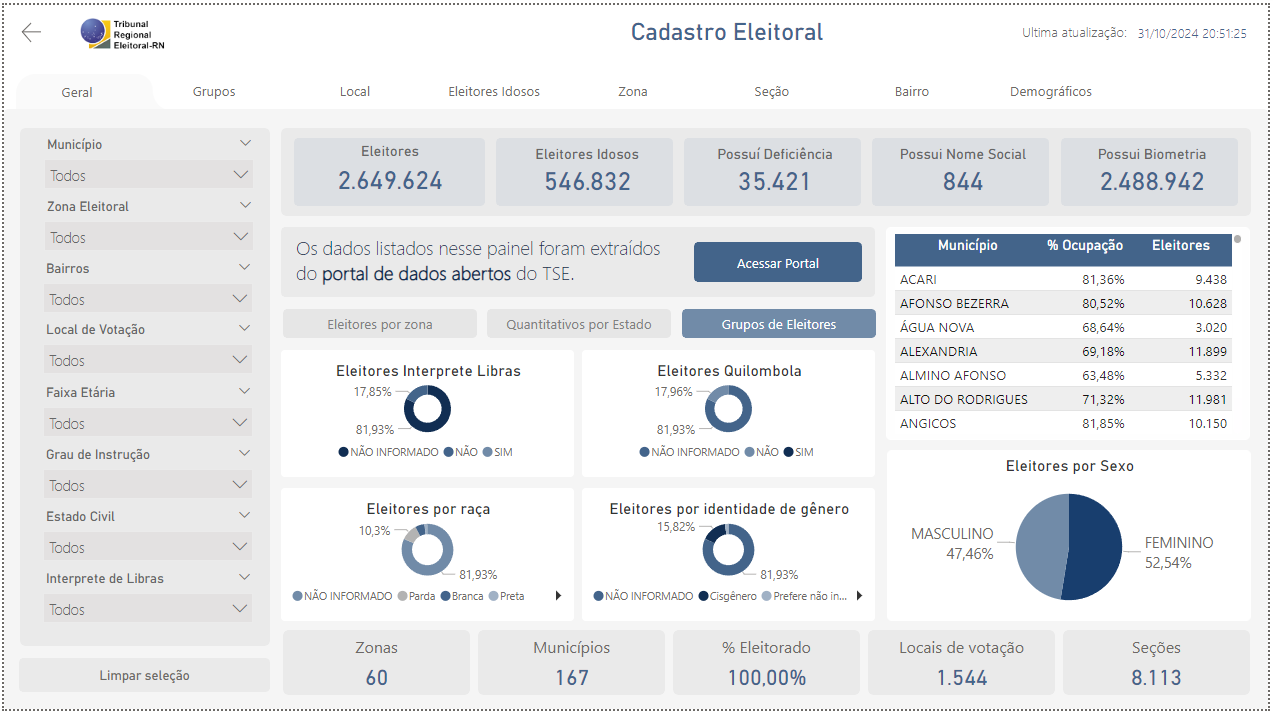 Tribunal
Regional
Eleitoral-RN
Cadastro Eleitoral
Ultima atualização: 31/10/2024 20:51:25
Geral
Grupos
Local
Eleitores Idosos
Zona
Seção
Bairro
Demográficos
Município
Todos
Zona Eleitoral
Todos
Bairros
Todos
Local de Votação
Todos
Faixa Etária
Todos
Grau de Instrução
Todos
Estado Civil
Todos
Interprete de Libras
Todos
Limpar seleção
Eleitores
2.649.624
Eleitores Idosos
546.832
Possuí Deficiência
35.421
Possui Nome Social
844
Possui Biometria
2.488.942
Os dados listados nesse painel foram extraídos
do portal de dados abertos do TSE.
Acessar Portal
Eleitores por zona
Quantitativos por Estado
Grupos de Eleitores
Eleitores Interprete Libras
17,85%
81,93%
NÃO INFORMADO NÃO SIM
Eleitores Quilombola
17,96%
81,93%
NÃO INFORMADO NÃO SIM
Eleitores por raça
10,3%
81,93%
NÃO INFORMADO Parda Branca Preta
Eleitores por identidade de gênero
15,82%
81,93%
NÃO INFORMADO Cisgênero Prefere não in...
Município % Ocupação Eleitores
ACARI 81,36% 9.438
AFONSO BEZERRA 80,52% 10.628
ÁGUA NOVA 68,64% 3.020
ALEXANDRIA 69,18% 11.899
ALMINO AFONSO 63,48% 5.332
ALTO DO RODRIGUES 71,32% 11.981
ANGICOS 81,85% 10.150
Eleitores por Sexo
MASCULINO
47,46%
FEMININO
52,54%
Zonas
60
Municípios
167
% Eleitorado
100,00%
Locais de votação
1.544
Seções
8.113